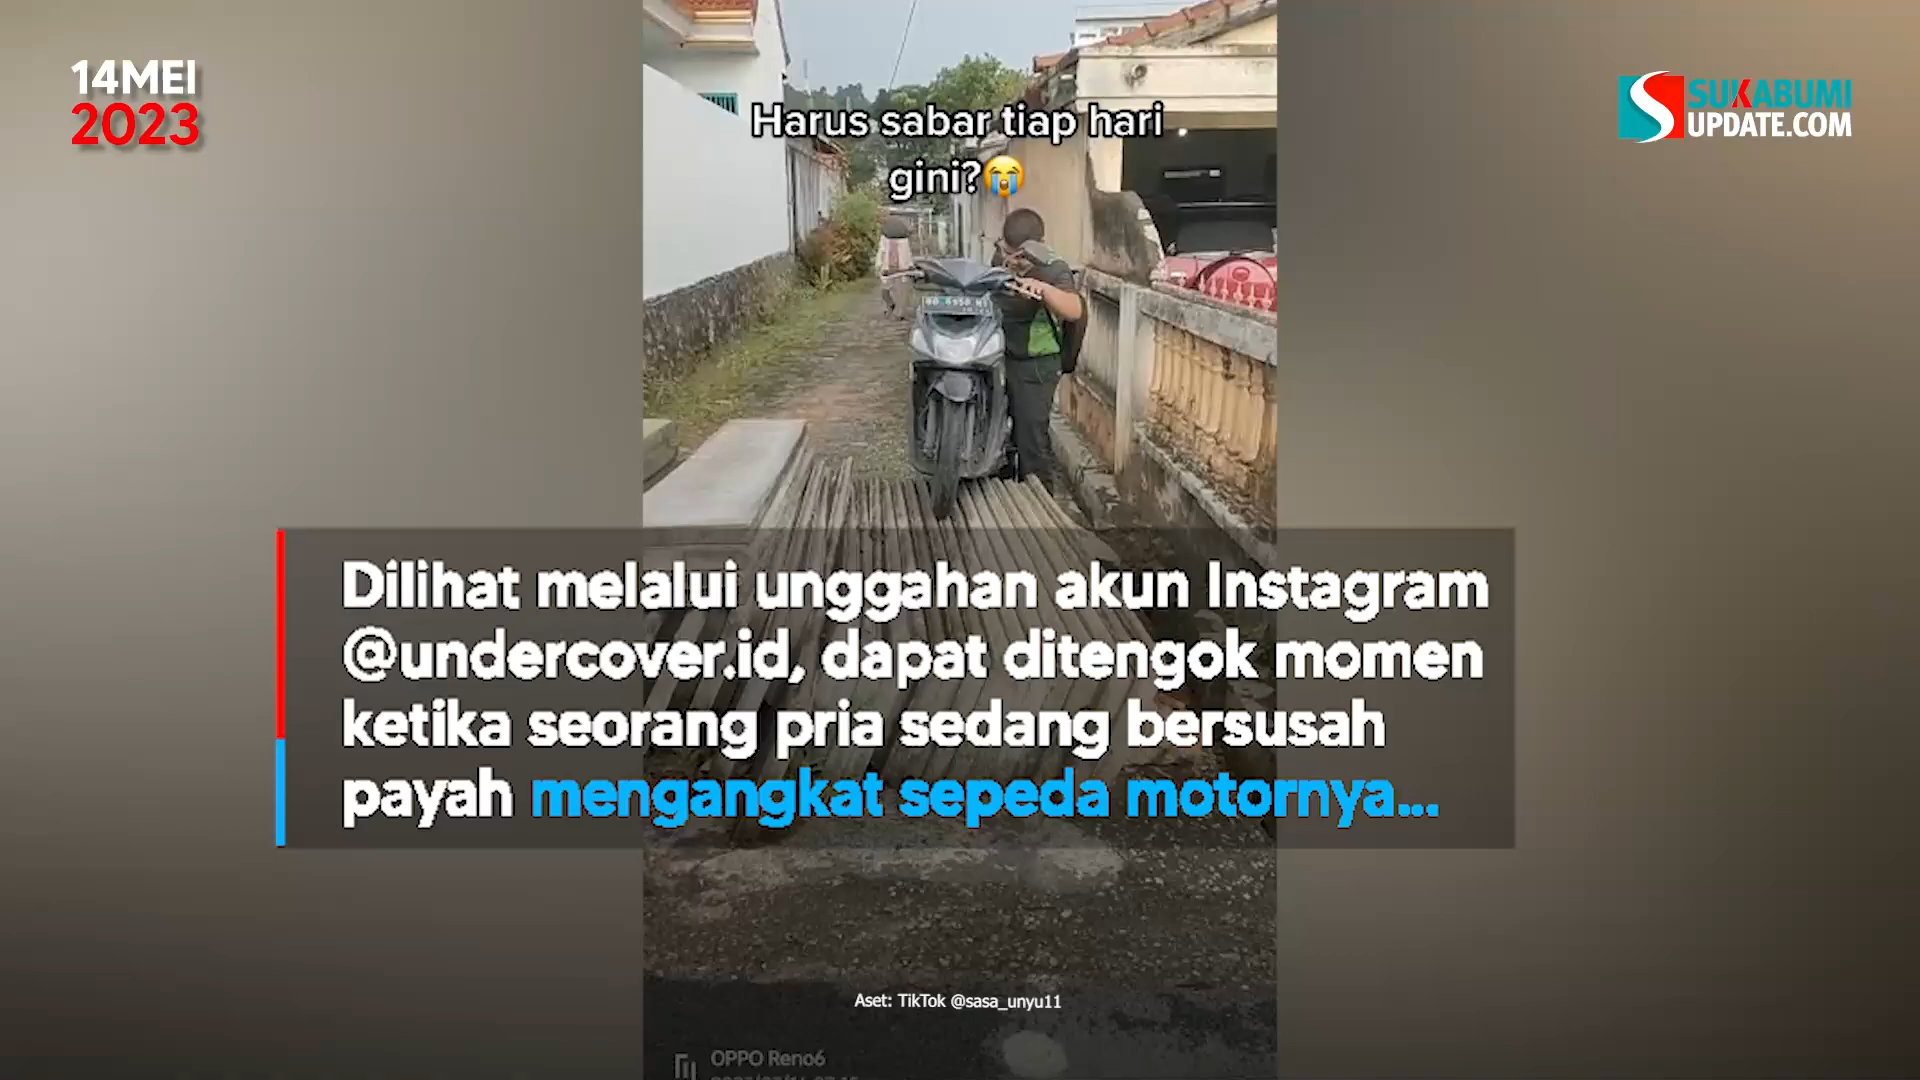 14MEI
2023
SUKABUMI
UPDATE.COM
Harus sabar tiap hari
gini?😭
Dilihat melalui unggahan akun Instagram
@undercover.id, dapat ditengok momen
ketika seorang pria sedang bersusah
payah mengangkat sepeda motornya...
Aset: TikTok @sasa_unyu11
OPPO Reno6